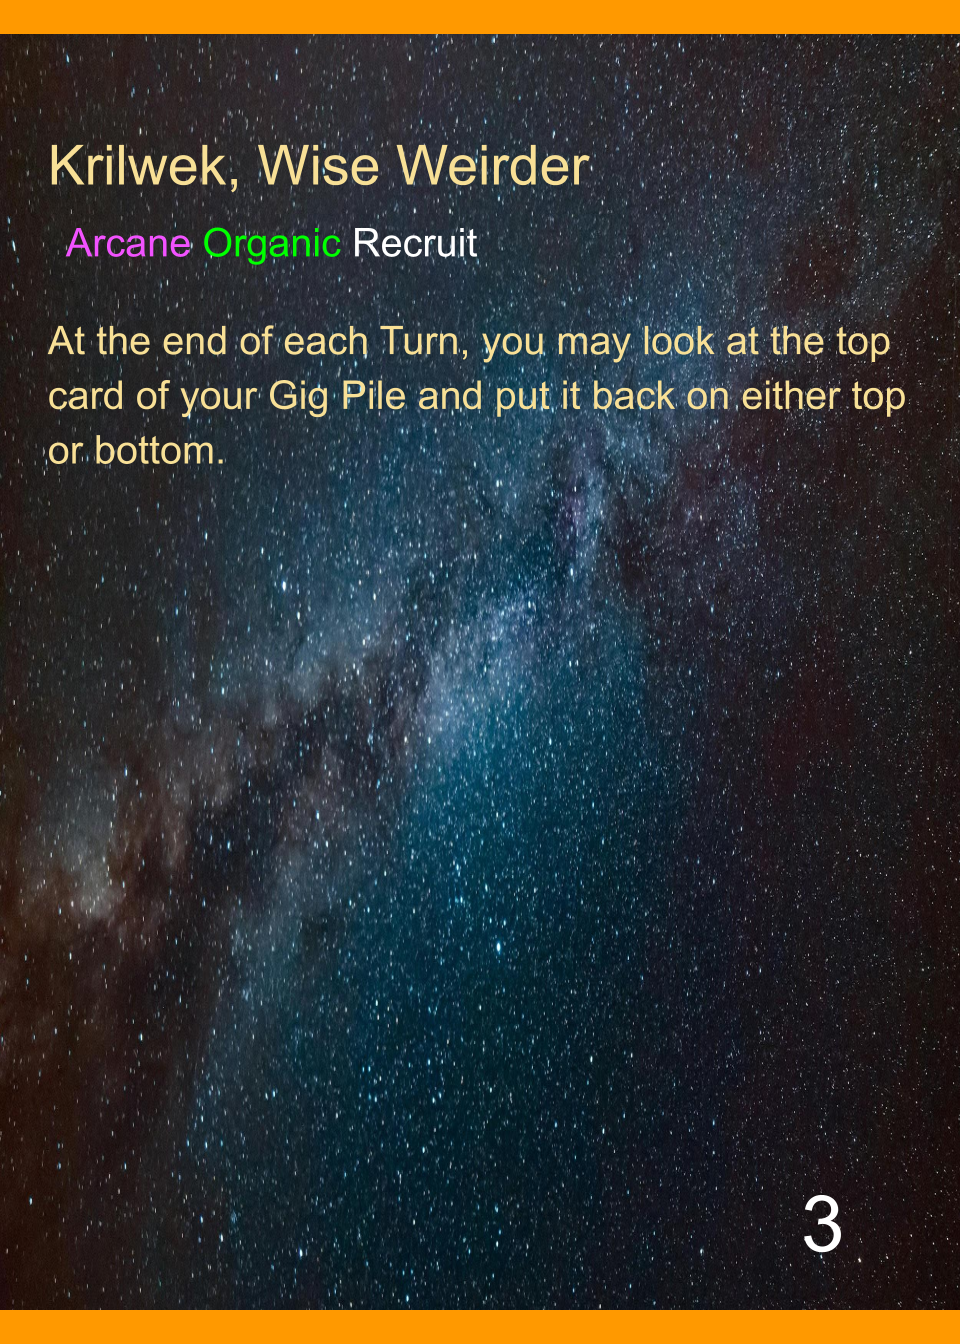 Krilwek, Wise Weirder
Arcane Organic Recruit
At the end of each Turn, you may look at the top
card of your Gig Pile and put it back on either top
or bottom.
3